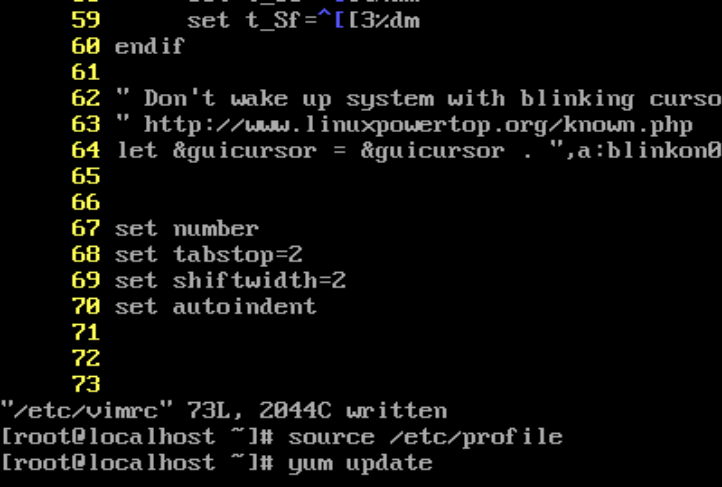 59 set t_Sf=^[[3%dm
60 endif
61
62 " Don't wake up system with blinking curso
63 " http://www.linuxpowertop.org/known.php
64 let &guicursor = &guicursor . ",a:blinkon0
65
66
67 set number
68 set tabstop=2
69 set shiftwidth=2
70 set autoindent
71
72
73
"/etc/vimrc" 73L, 2044C written
[root@localhost ~]# source /etc/profile
[root@localhost ~]# yum update